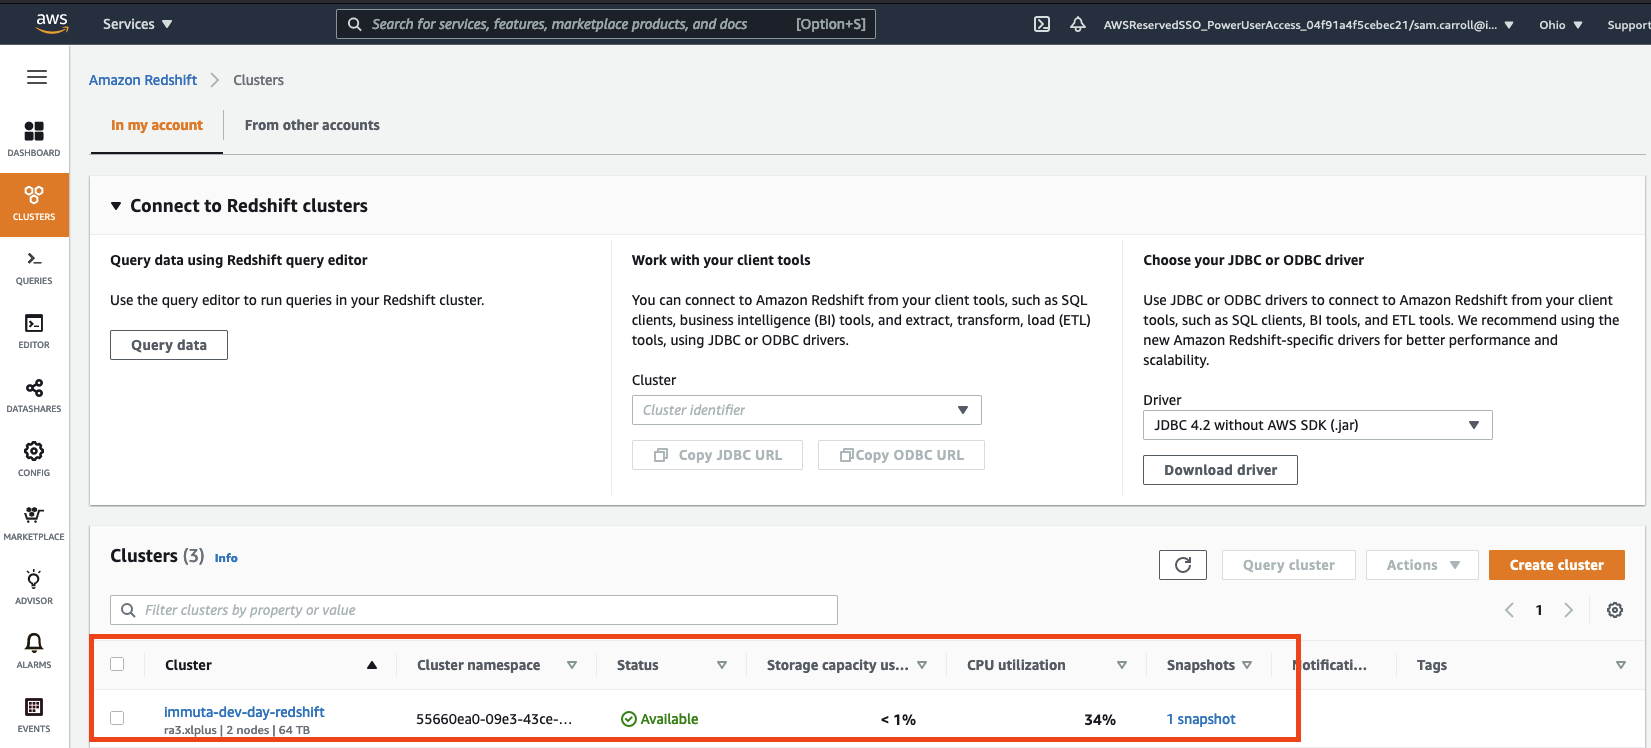 aws
Services
Search for services, features, marketplace products, and docs [Option+S]
AWSReservedSSO_PowerUserAccess_04f91a4f5cebec21/sam.carroll@i...
Ohio
Support
Amazon Redshift
Clusters
In my account
From other accounts
DASHBOARD
CLUSTERS
QUERIES
EDITOR
DATASHARES
CONFIG
MARKETPLACE
ADVISOR
ALARMS
EVENTS
Connect to Redshift clusters
Query data using Redshift query editor
Use the query editor to run queries in your Redshift cluster.
Query data
Work with your client tools
You can connect to Amazon Redshift from your client tools, such as SQL
clients, business intelligence (BI) tools, and extract, transform, load (ETL)
tools, using JDBC or ODBC drivers.
Cluster
Cluster identifier
Copy JDBC URL
Copy ODBC URL
Choose your JDBC or ODBC driver
Use JDBC or ODBC drivers to connect to Amazon Redshift from your client
tools, such as SQL clients, BI tools, and ETL tools. We recommend using the
new Amazon Redshift-specific drivers for better performance and
scalability.
Driver
JDBC 4.2 without AWS SDK (.jar)
Download driver
Clusters (3) Info
Query cluster
Actions
Create cluster
Filter clusters by property or value
1
Cluster
Cluster namespace
Status
Storage capacity us...
CPU utilization
Snapshots
Notificati...
Tags
immuta-dev-day-redshift
ra3.xlplus | 2 nodes | 64 TB
55660ea0-09e3-43ce-...
Available
< 1%
34%
1 snapshot